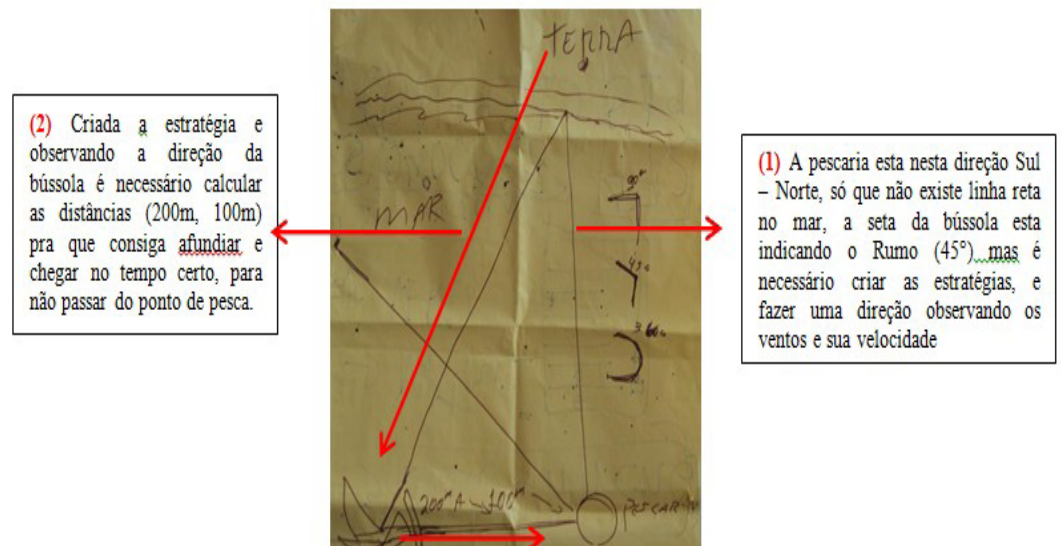 (2) Criada a estratégia e
observando a direção da
bússola é necessário calcular
as distâncias (200m, 100m)
pra que consiga afundiar e
chegar no tempo certo, para
não passar do ponto de pesca.
TERRA
MAR
90°
45°
360°
200m A 100m
(1) A pescaria esta nesta direção Sul
– Norte, só que não existe linha reta
no mar, a seta da bússola esta
indicando o Rumo (45°) mas é
necessário criar as estratégias, e
fazer uma direção observando os
ventos e sua velocidade